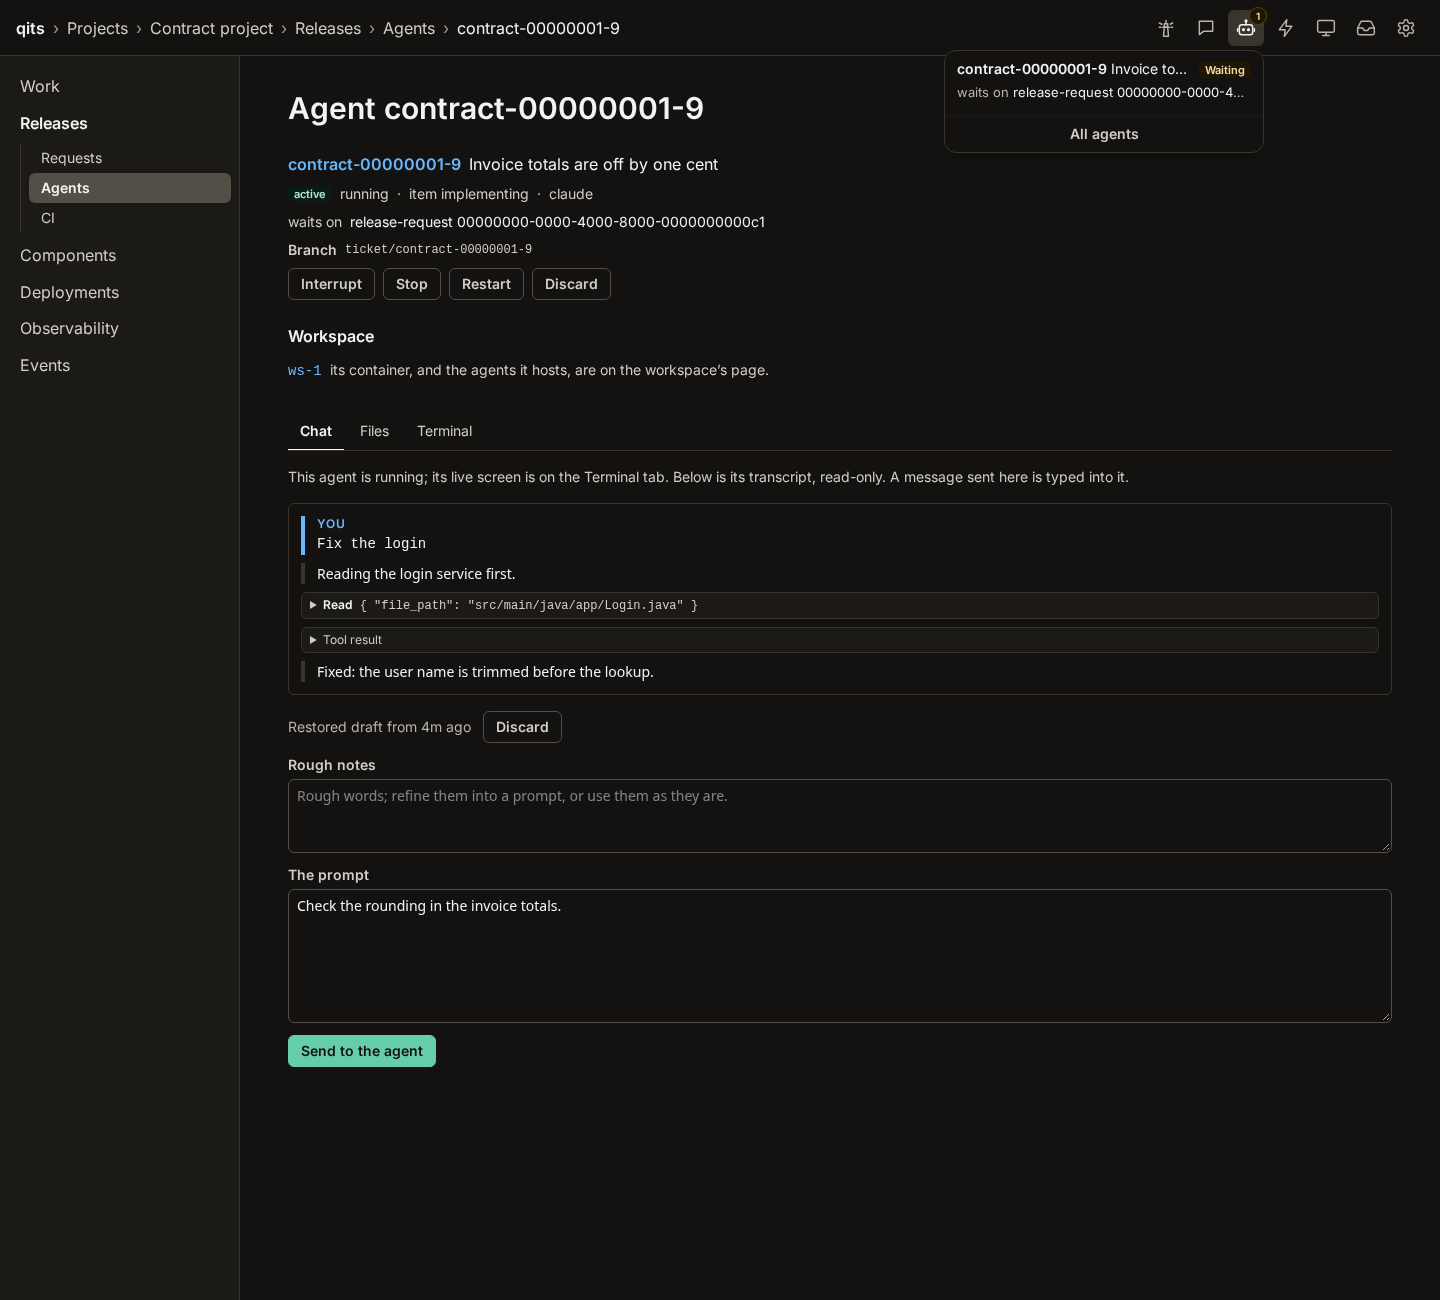 qits › Projects › Contract project › Releases › Agents › contract-00000001-9
1
contract-00000001-9 Invoice to... Waiting
waits on release-request 00000000-0000-4...
All agents
Work
Releases
Requests
Agents
CI
Components
Deployments
Observability
Events
Agent contract-00000001-9
contract-00000001-9 Invoice totals are off by one cent
active running · item implementing · claude
waits on release-request 00000000-0000-4000-8000-0000000000c1
Branch ticket/contract-00000001-9
Interrupt Stop Restart Discard
Workspace
ws-1 its container, and the agents it hosts, are on the workspace’s page.
Chat Files Terminal
This agent is running; its live screen is on the Terminal tab. Below is its transcript, read-only. A message sent here is typed into it.
YOU
Fix the login
Reading the login service first.
Read { "file_path": "src/main/java/app/Login.java" }
Tool result
Fixed: the user name is trimmed before the lookup.
Restored draft from 4m ago Discard
Rough notes
Rough words; refine them into a prompt, or use them as they are.
The prompt
Check the rounding in the invoice totals.
Send to the agent